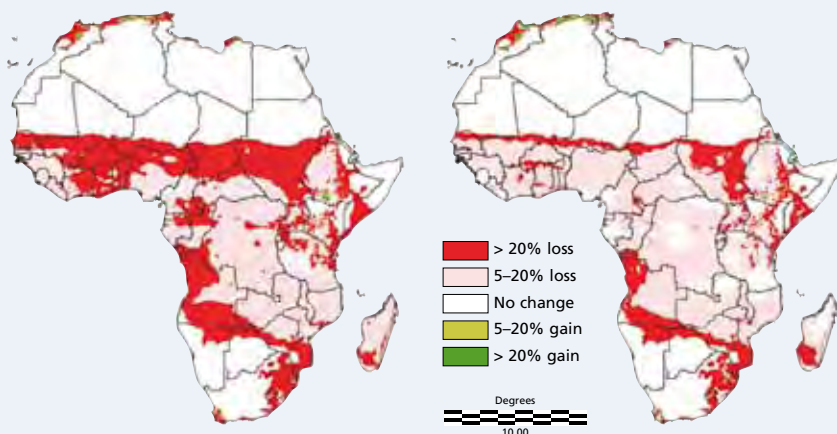 > 20% loss
5–20% loss
No change
5–20% gain
> 20% gain
Degrees
10.00